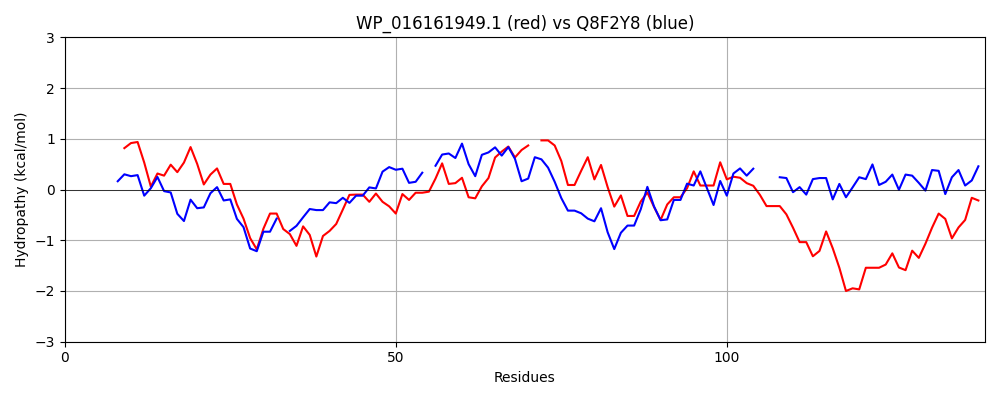 WP_016161949.1 (red) vs Q8F2Y8 (blue)
3
2
1
0
−1
−2
−3
Hydropathy (kcal/mol)
0 50 100
Residues